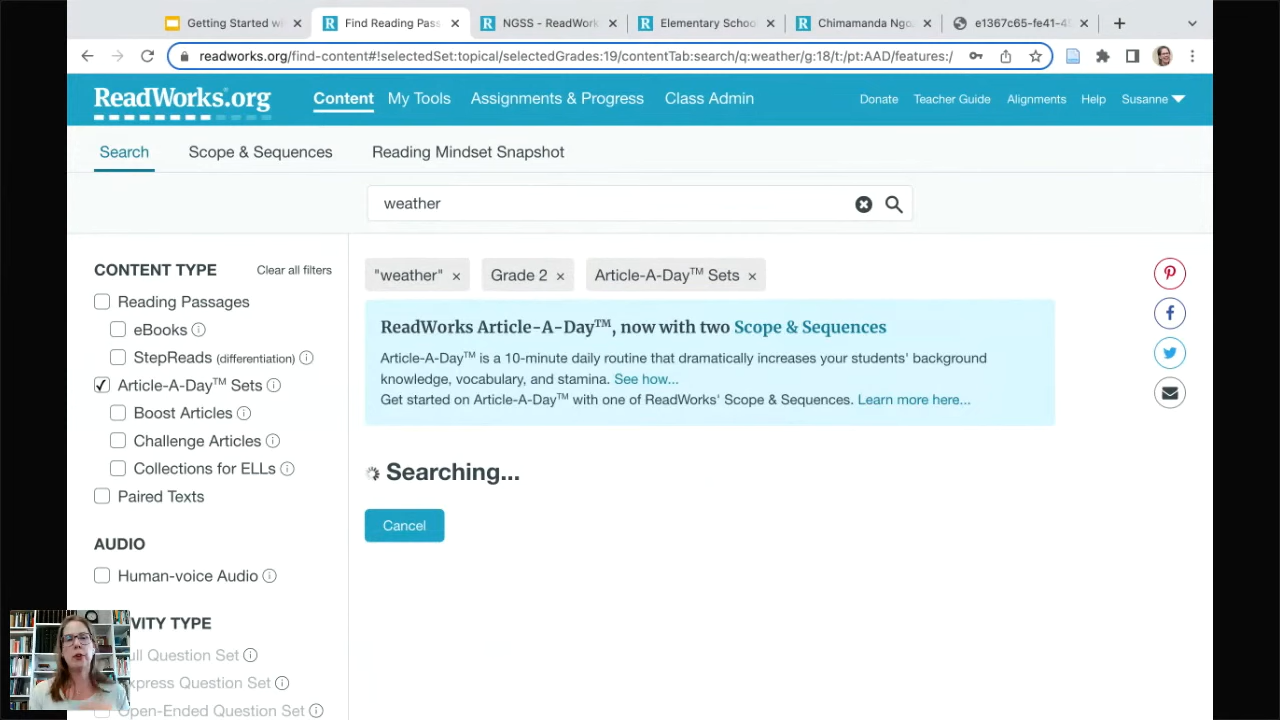 Getting Started wi
Find Reading Pass
NGSS - ReadWork
Elementary School
Chimamanda Ngo
e1367c65-fe41-4
readworks.org/find-content#!selectedSet:topical/selectedGrades:19/contentTab:search/q:weather/g:18/t:/pt:AAD/features:/
ReadWorks.org
Content
My Tools
Assignments & Progress
Class Admin
Donate
Teacher Guide
Alignments
Help
Susanne
Search
Scope & Sequences
Reading Mindset Snapshot
weather
CONTENT TYPE
Clear all filters
Reading Passages
eBooks
StepReads (differentiation)
Article-A-Day™ Sets
Boost Articles
Challenge Articles
Collections for ELLs
Paired Texts
AUDIO
Human-voice Audio
VITY TYPE
ull Question Set
xpress Question Set
Open-Ended Question Set
"weather" ×
Grade 2 ×
Article-A-Day™ Sets ×
ReadWorks Article-A-Day™, now with two Scope & Sequences
Article-A-Day™ is a 10-minute daily routine that dramatically increases your students' background
knowledge, vocabulary, and stamina. See how...
Get started on Article-A-Day™ with one of ReadWorks' Scope & Sequences. Learn more here...
Searching...
Cancel